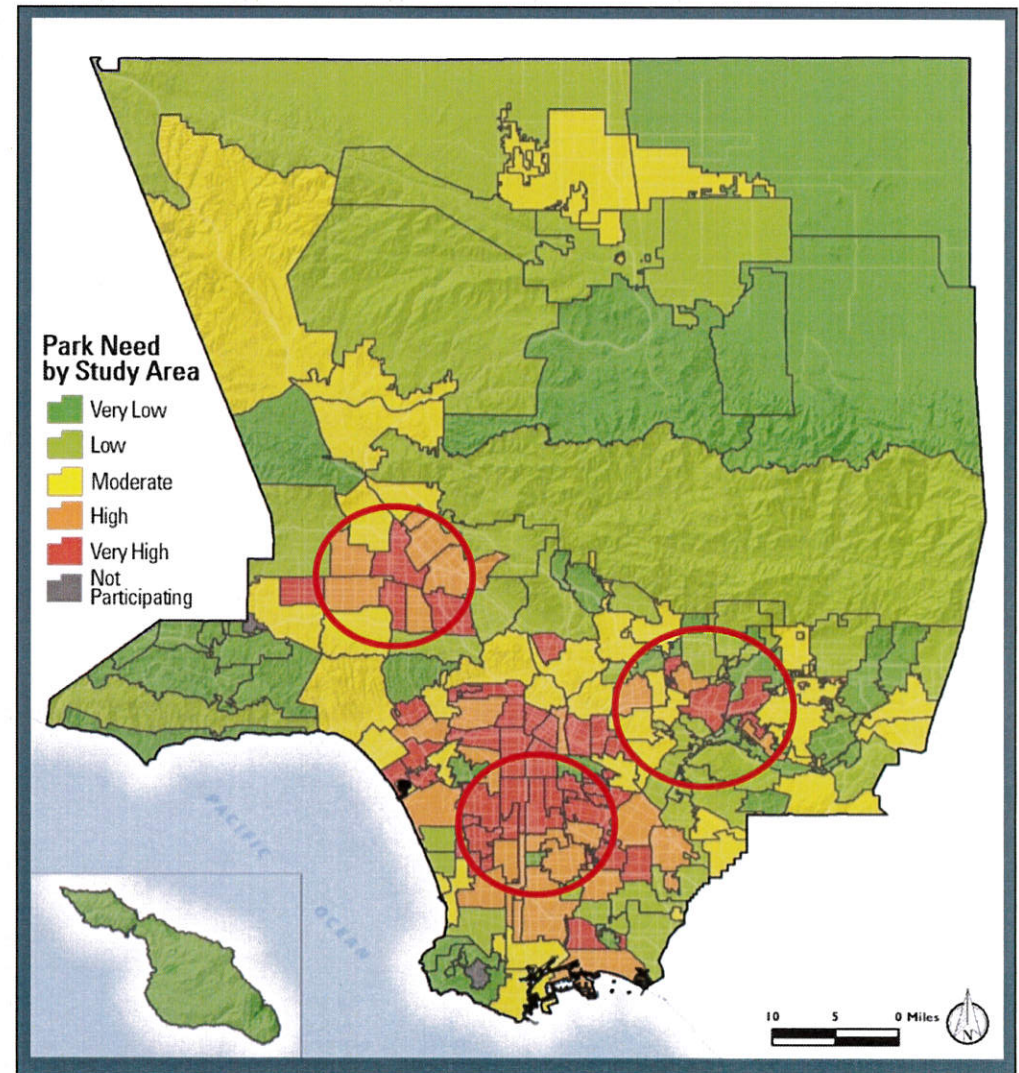 Park Need
by Study Area
Very Low
Low
Moderate
High
Very High
Not
Participating
PACIFIC
OCEAN
10 5 0 Miles
N